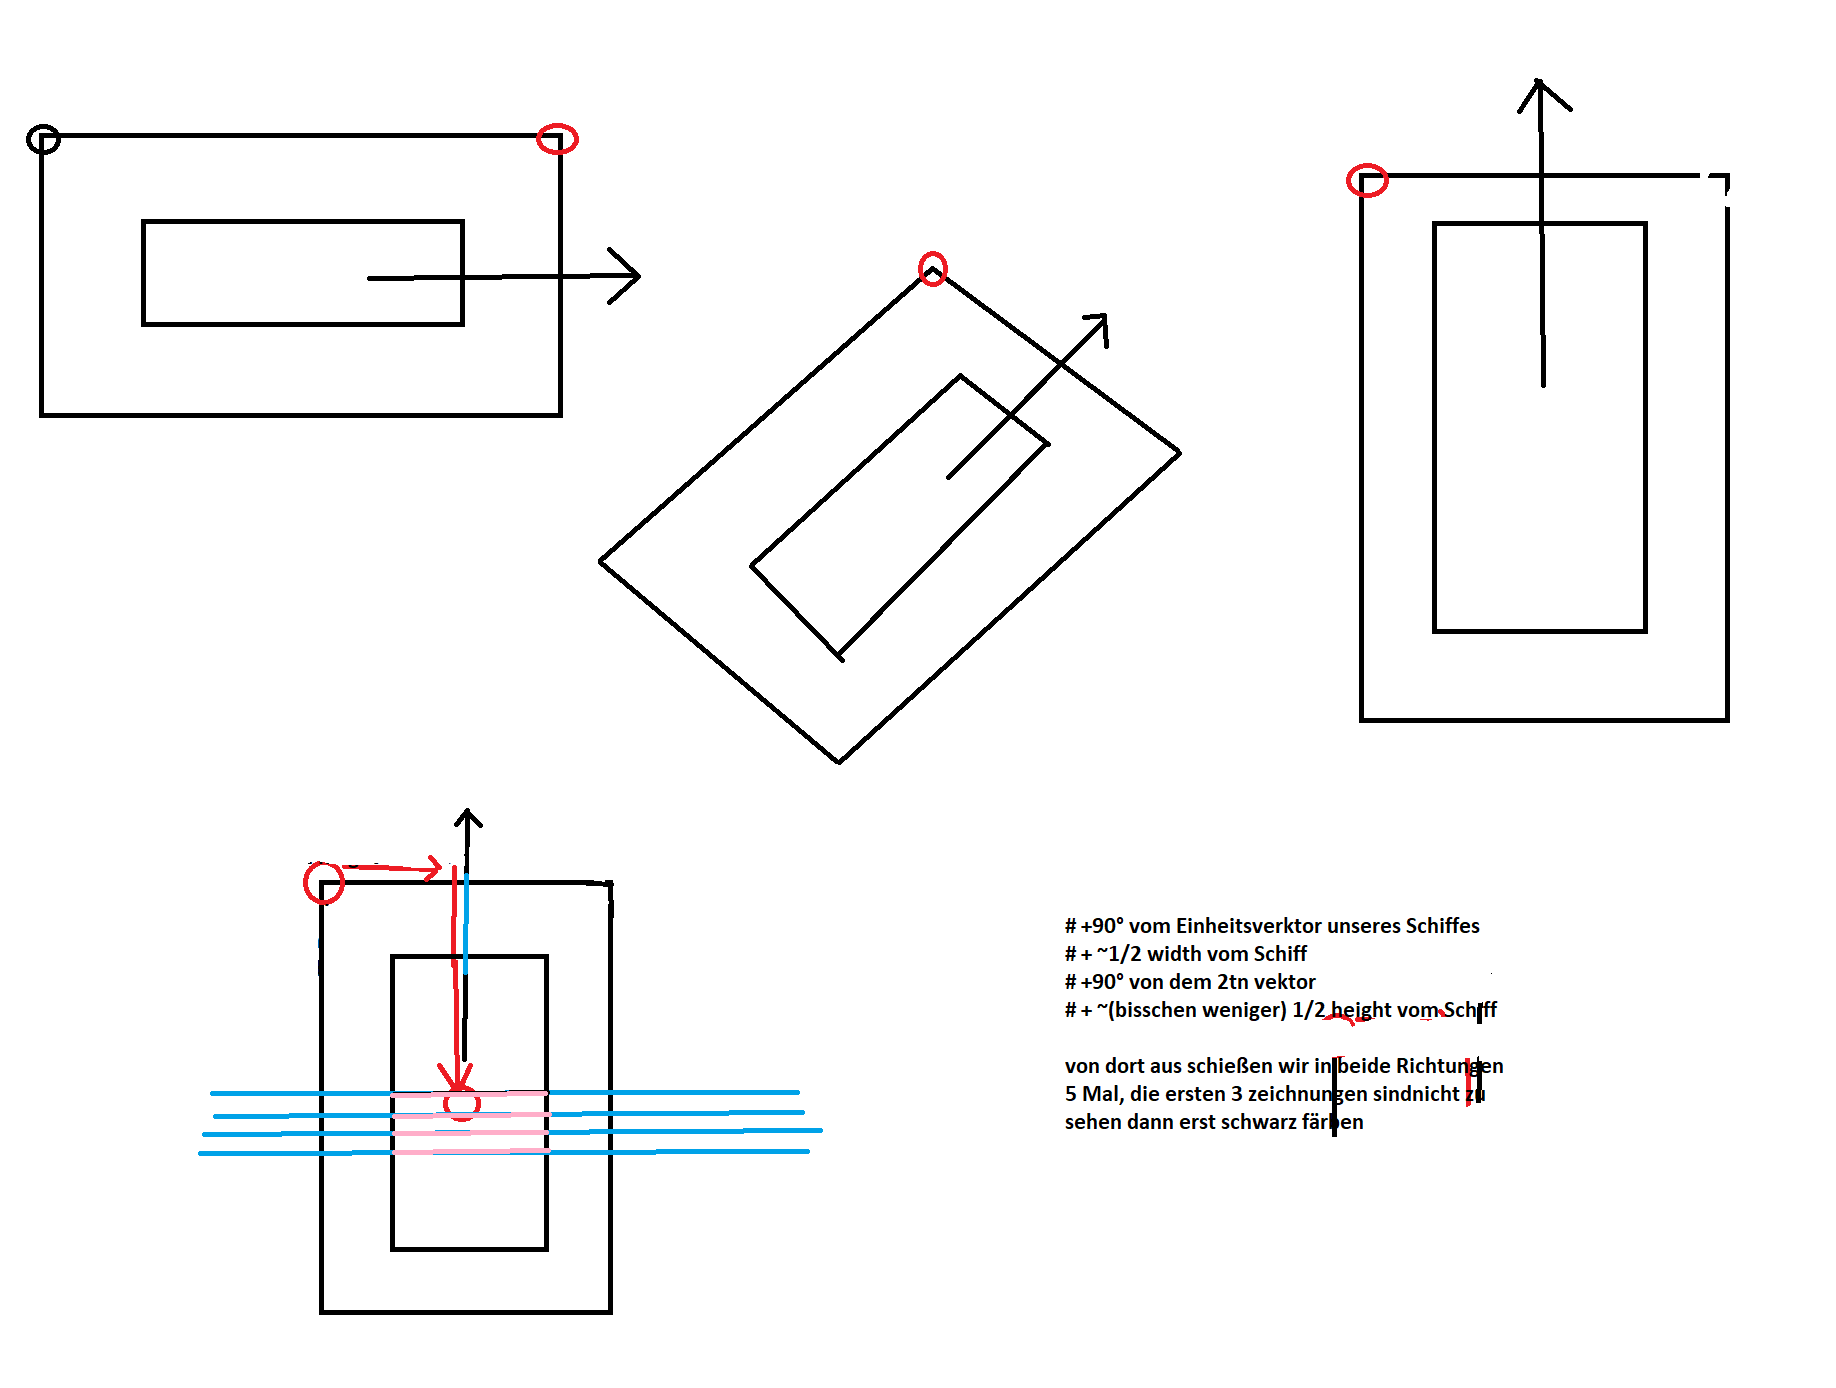 # +90° vom Einheitsverktor unseres Schiffes
# + ~1/2 width vom Schiff
# +90° von dem 2tn vektor
# + ~(bisschen weniger) 1/2 height vom Schiff
von dort aus schießen wir in beide Richtungen
5 Mal, die ersten 3 zeichnungen sindnicht zu
sehen dann erst schwarz färben